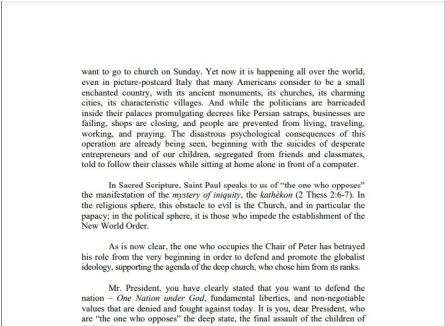 want to go to church on Sunday. Yet now it is happening all over the world,
even in picture-postcard Italy that many Americans consider to be a small
enchanted country, with its ancient monuments, its churches, its charming
cities, its characteristic villages. And while the politicians are barricaded
inside their palaces promulgating decrees like Persian satraps, businesses are
failing, shops are closing, and people are prevented from living, traveling,
working, and praying. The disastrous psychological consequences of this
operation are already being seen, beginning with the suicides of desperate
entrepreneurs and of our children, segregated from friends and classmates,
told to follow their classes while sitting at home alone in front of a computer.
In Sacred Scripture, Saint Paul speaks to us of “the one who opposes”
the manifestation of the mystery of iniquity, the kathèkon (2 Thess 2:6-7). In
the religious sphere, this obstacle to evil is the Church, and in particular the
papacy; in the political sphere, it is those who impede the establishment of the
New World Order.
As is now clear, the one who occupies the Chair of Peter has betrayed
his role from the very beginning in order to defend and promote the globalist
ideology, supporting the agenda of the deep church, who chose him from its ranks.
Mr. President, you have clearly stated that you want to defend the
nation – One Nation under God, fundamental liberties, and non-negotiable
values that are denied and fought against today. It is you, dear President, who
are “the one who opposes” the deep state, the final assault of the children of